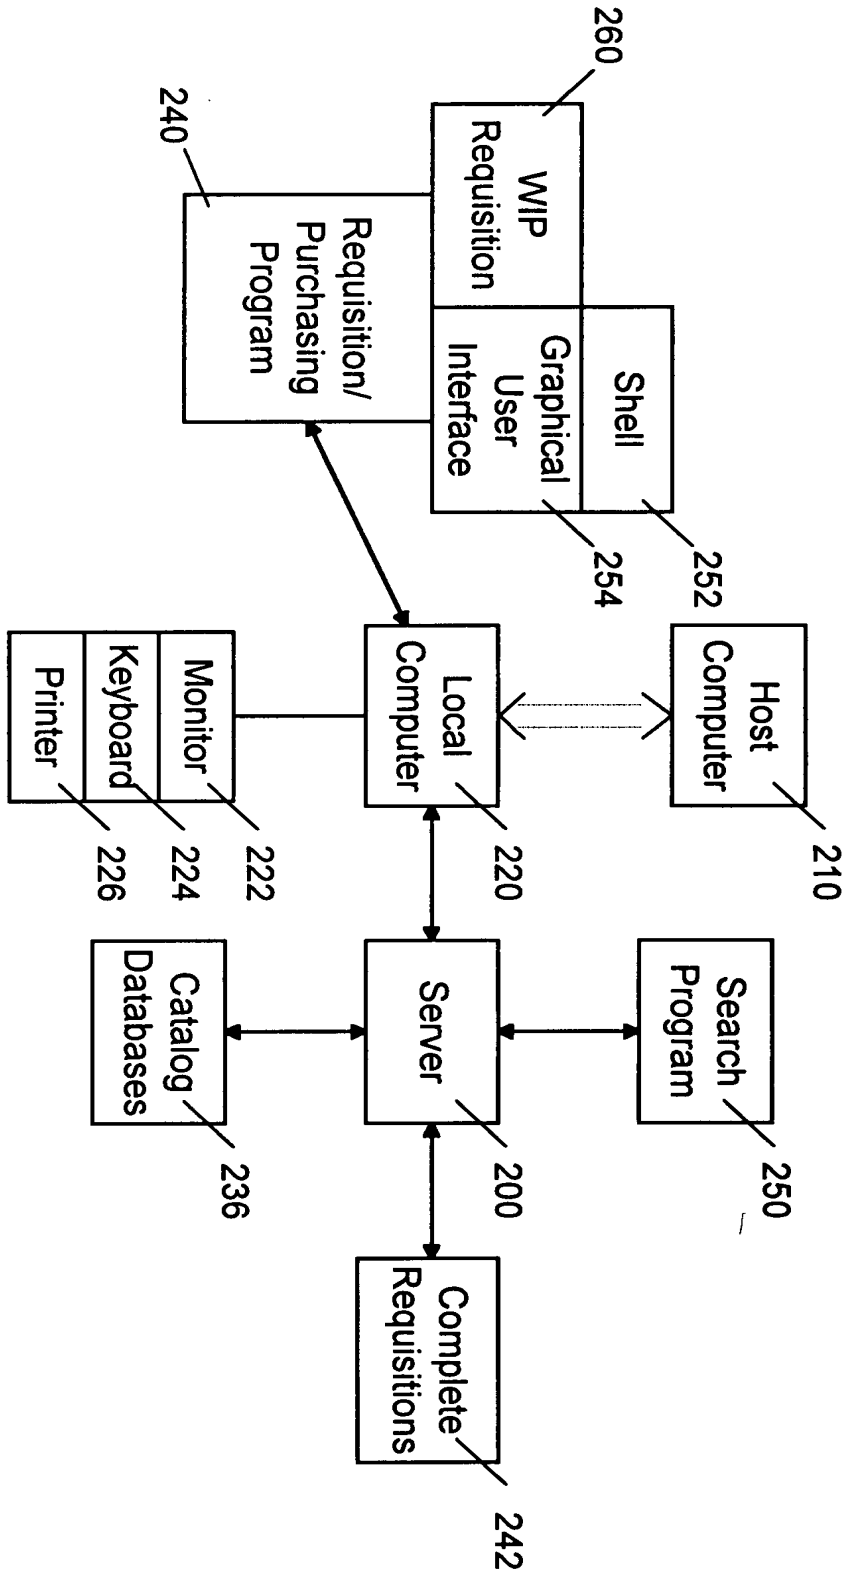 260
WIP
Requisition
Shell
252
Graphical
User
Interface
254
240
Requisition/
Purchasing
Program
Host
Computer
210
Local
Computer
220
Monitor
222
Keyboard
224
Printer
226
Search
Program
250
Server
200
Catalog
Databases
236
Complete
Requisitions
242